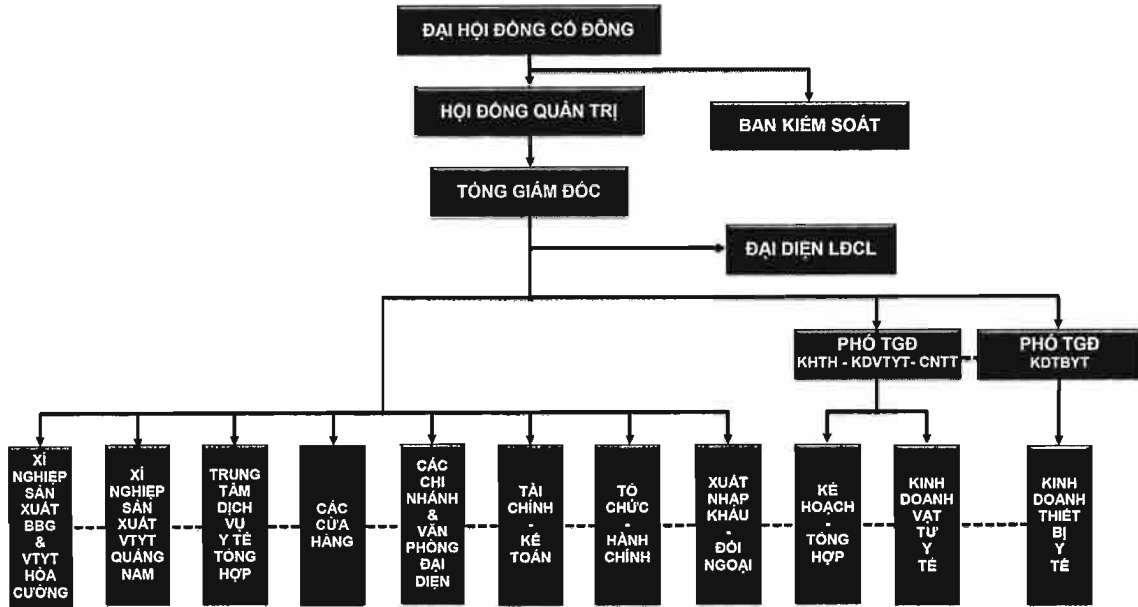 ĐẠI HỘI ĐỒNG CỔ ĐÔNG
HỘI ĐỒNG QUẢN TRỊ
BAN KIỂM SOÁT
TỔNG GIÁM ĐỐC
ĐẠI DIỆN LĐCL
PHÓ TGĐ
KHTH - KDVTYT- CNTT
PHÓ TGĐ
KDTBYT
XÍ
NGHIỆP
SẢN
XUẤT
BBG
&
VTYT
HÒA
CƯỜNG
XÍ
NGHIỆP
SẢN
XUẤT
VTYT
QUẢNG
NAM
TRUNG
TÂM
DỊCH
VỤ
Y TẾ
TỔNG
HỢP
CÁC
CỬA
HÀNG
CÁC
CHI
NHÁNH
&
VĂN
PHÒNG
ĐẠI
DIỆN
TÀI
CHÍNH
-
KẾ
TOÁN
TỔ
CHỨC
-
HÀNH
CHÍNH
XUẤT
NHẬP
KHẨU
-
ĐỐI
NGOẠI
KẾ
HOẠCH
-
TỔNG
HỢP
KINH
DOANH
VẬT
TƯ
Y
TẾ
KINH
DOANH
THIẾT
BỊ
Y
TẾ